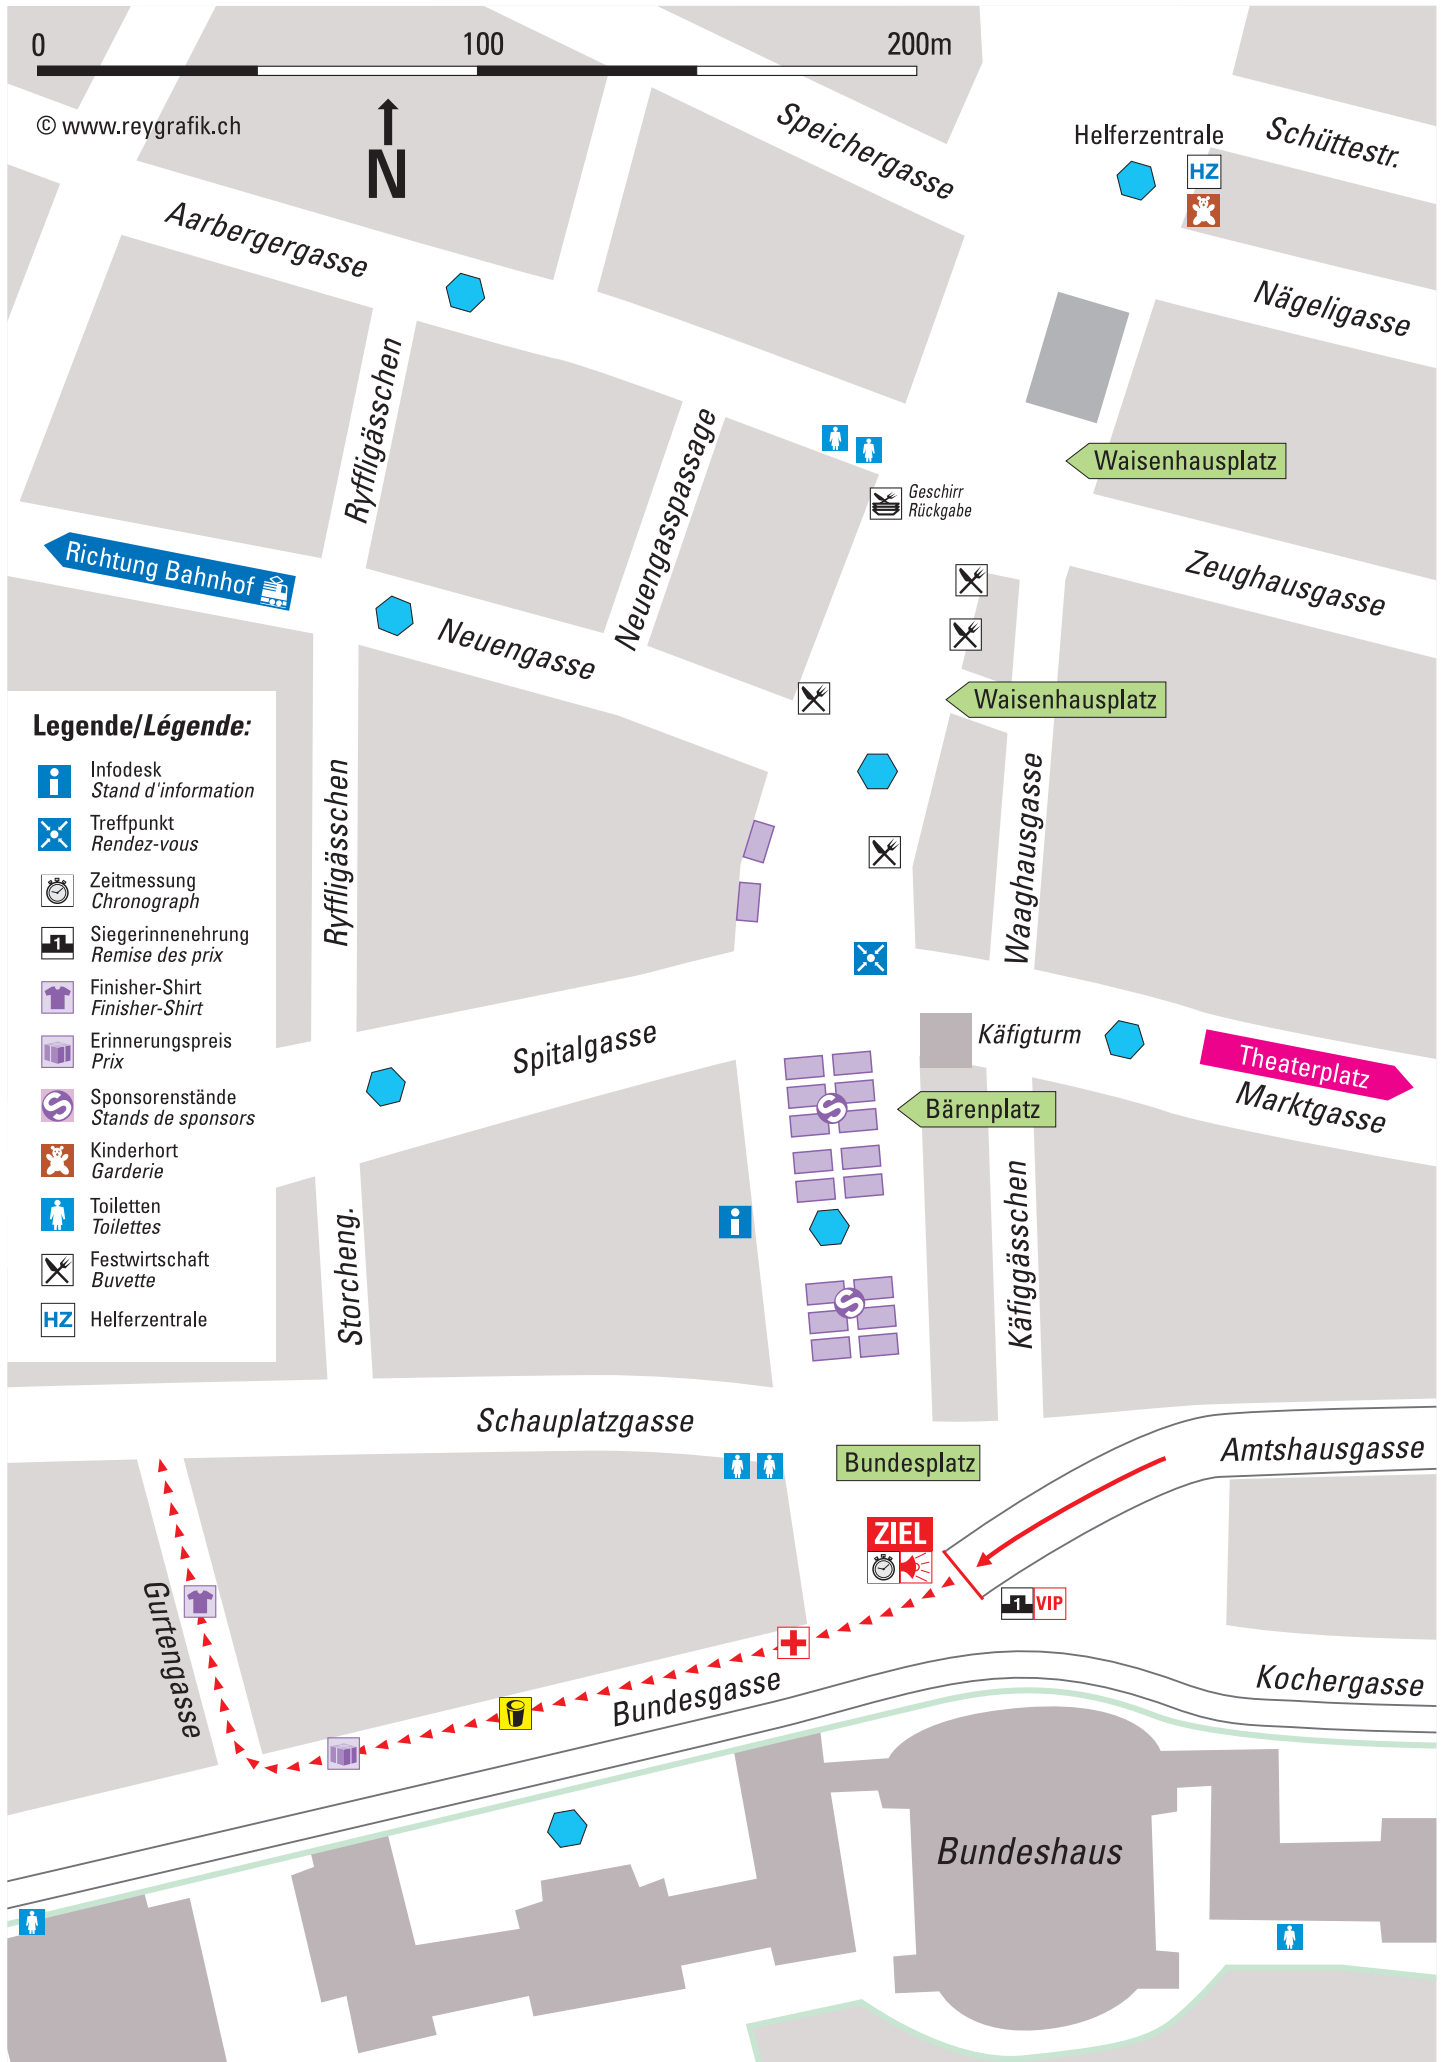 0 100 200m
© www.reygrafik.ch
N
Speichergasse
Helferzentrale
HZ
Schüttestr.
Aarbergergasse
Nägeligasse
Ryffligässchen
Neuengasspassage
Waisenhausplatz
Geschirr
Rückgabe
Zeughausgasse
Richtung Bahnhof
Neuengasse
Waisenhausplatz
Legende/Légende:
Infodesk
Stand d'information
Treffpunkt
Rendez-vous
Zeitmessung
Chronograph
1
Siegerinnenehrung
Remise des prix
Finisher-Shirt
Finisher-Shirt
Erinnerungspreis
Prix
S
Sponsorenstände
Stands de sponsors
Kinderhort
Garderie
Toiletten
Toilettes
Festwirtschaft
Buvette
HZ
Helferzentrale
Ryffligässchen
Waaghausgasse
Spitalgasse
Käfigturm
Theaterplatz
Marktgasse
S
Bärenplatz
i
Storcheng.
Käfiggässchen
S
Schauplatzgasse
Bundesplatz
Amtshausgasse
ZIEL
1 VIP
Gurtengasse
Bundesgasse
Kochergasse
Bundeshaus